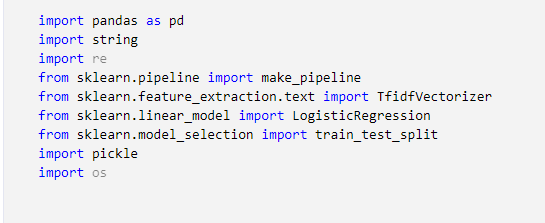 import pandas as pd
import string
import re
from sklearn.pipeline import make_pipeline
from sklearn.feature_extraction.text import TfidfVectorizer
from sklearn.linear_model import LogisticRegression
from sklearn.model_selection import train_test_split
import pickle
import os